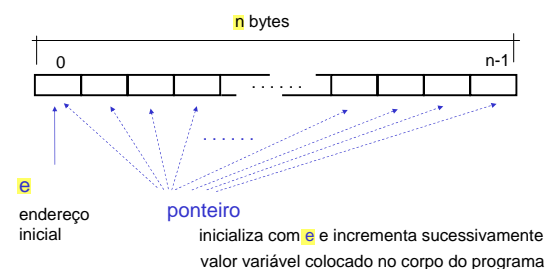 n bytes
0 n-1
. . . . . .
. . . . . .
e ponteiro
endereço
inicial
inicializa com e e incrementa sucessivamente
valor variável colocado no corpo do programa